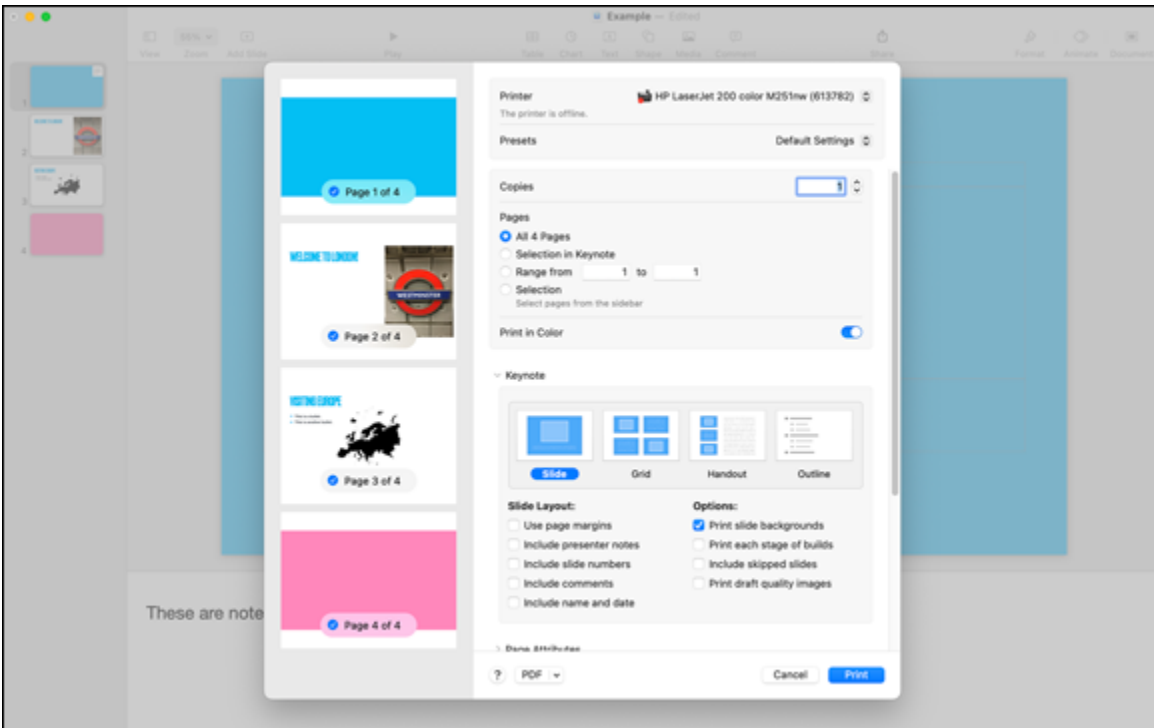 Example — Edited
View Zoom Add Slide Play Table Chart Text Shape Media Comment Share Format Animate Document
1
2
3
4
Page 1 of 4
WELCOME TO LONDON!
WESTMINSTER
Page 2 of 4
VISITING EUROPE
Page 3 of 4
Page 4 of 4
These are note
Printer HP LaserJet 200 color M251nw (613782)
The printer is offline.
Presets Default Settings
Copies 1
Pages
All 4 Pages
Selection in Keynote
Range from 1 to 1
Selection
Select pages from the sidebar
Print in Color
Keynote
Slide Grid Handout Outline
Slide Layout: Options:
Use page margins Print slide backgrounds
Include presenter notes Print each stage of builds
Include slide numbers Include skipped slides
Include comments Print draft quality images
Include name and date
Page Attributes
? PDF Cancel Print